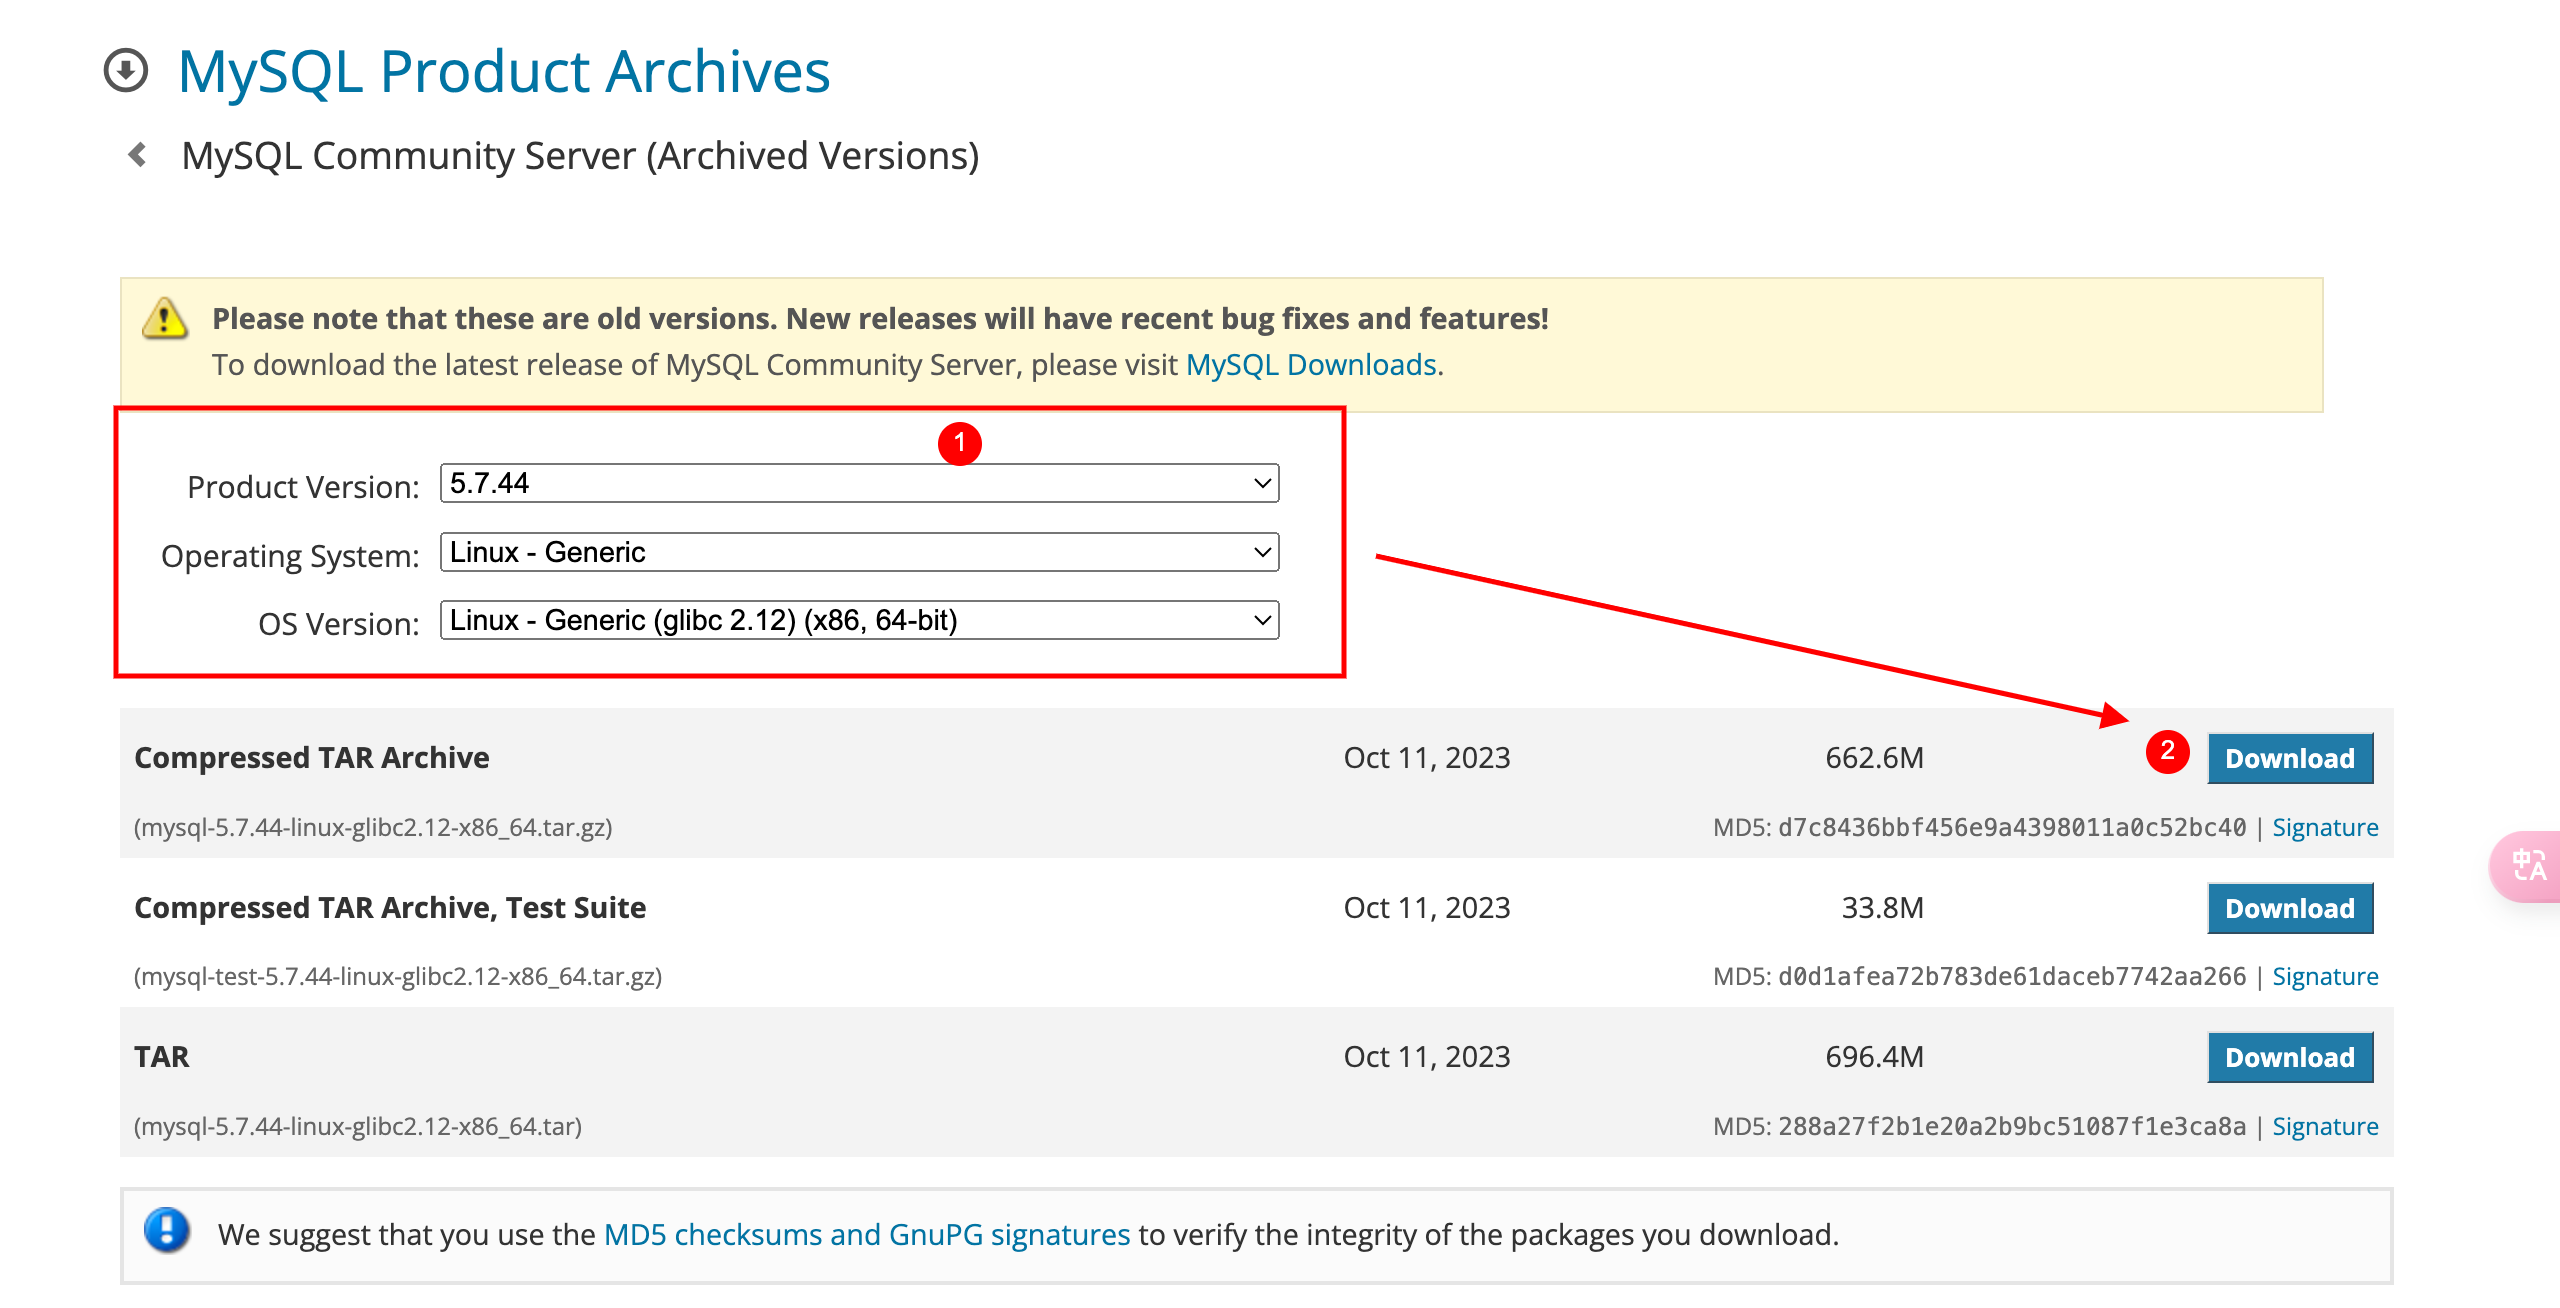 MySQL Product Archives
MySQL Community Server (Archived Versions)
Please note that these are old versions. New releases will have recent bug fixes and features!
To download the latest release of MySQL Community Server, please visit MySQL Downloads.
1
Product Version: 5.7.44
Operating System: Linux - Generic
OS Version: Linux - Generic (glibc 2.12) (x86, 64-bit)
Compressed TAR Archive Oct 11, 2023 662.6M 2 Download
(mysql-5.7.44-linux-glibc2.12-x86_64.tar.gz) MD5: d7c8436bbf456e9a4398011a0c52bc40 | Signature
Compressed TAR Archive, Test Suite Oct 11, 2023 33.8M Download
(mysql-test-5.7.44-linux-glibc2.12-x86_64.tar.gz) MD5: d0d1afea72b783de61daceb7742aa266 | Signature
TAR Oct 11, 2023 696.4M Download
(mysql-5.7.44-linux-glibc2.12-x86_64.tar) MD5: 288a27f2b1e20a2b9bc51087f1e3ca8a | Signature
We suggest that you use the MD5 checksums and GnuPG signatures to verify the integrity of the packages you download.
中A